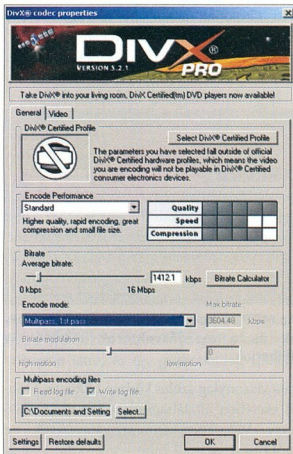 DivX® codec properties
DIVX®
VERSION 5.2.1
PRO
Take DivX® into your living room, DivX Certified(tm) DVD players now available!
General
Video
DivX® Certified Profile
Select DivX® Certified Profile
The parameters you have selected fall outside of official
DivX® Certified hardware profiles, which means the video
you are encoding will not be playable in DivX® Certified
consumer electronics devices.
Encode Performance
Standard
Higher quality, rapid encoding, great
compression and small file size.
Quality
Speed
Compression
Bitrate
Average bitrate:
1412.1 kbps
Bitrate Calculator
0 kbps
16 Mbps
Encode mode:
Max bitrate:
Multipass, 1st pass
3604.48 kbps
Bitrate modulation
0
high motion
low motion
Multipass encoding files
Read log file
Write log file
C:\Documents and Setting
Select...
Settings
Restore defaults
OK
Cancel